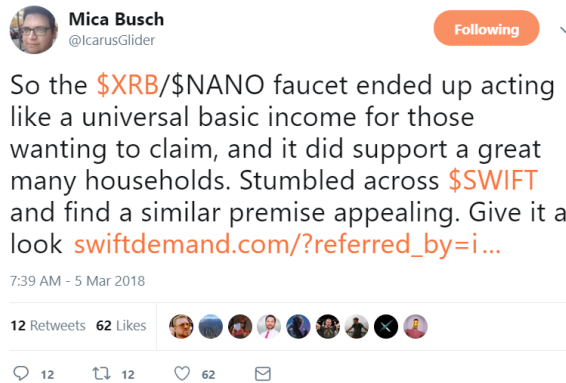 Mica Busch
@IcarusGlider
Following
So the $XRB/$NANO faucet ended up acting
like a universal basic income for those
wanting to claim, and it did support a great
many households. Stumbled across $SWIFT
and find a similar premise appealing. Give it a
look swiftdemand.com/?referred_by=i...
7:39 AM - 5 Mar 2018
12 Retweets 62 Likes
12 12 62